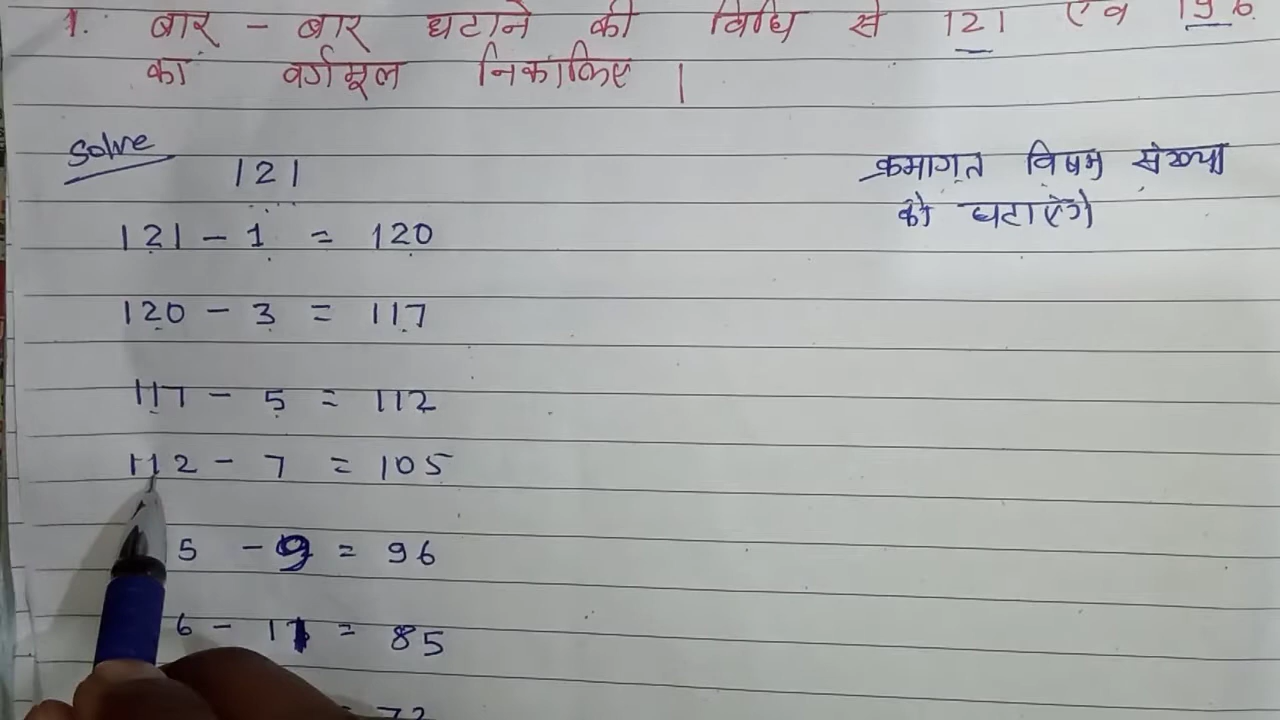 1. बार - बार घटाने की विधि से 121 एवं 196
का वर्गमूल निकालिए |
Solve
121
क्रमागत विषम संख्या
को घटाएंगे
121 - 1 = 120
120 - 3 = 117
117 - 5 = 112
112 - 7 = 105
5 - 9 = 96
6 - 11 = 85
= 72